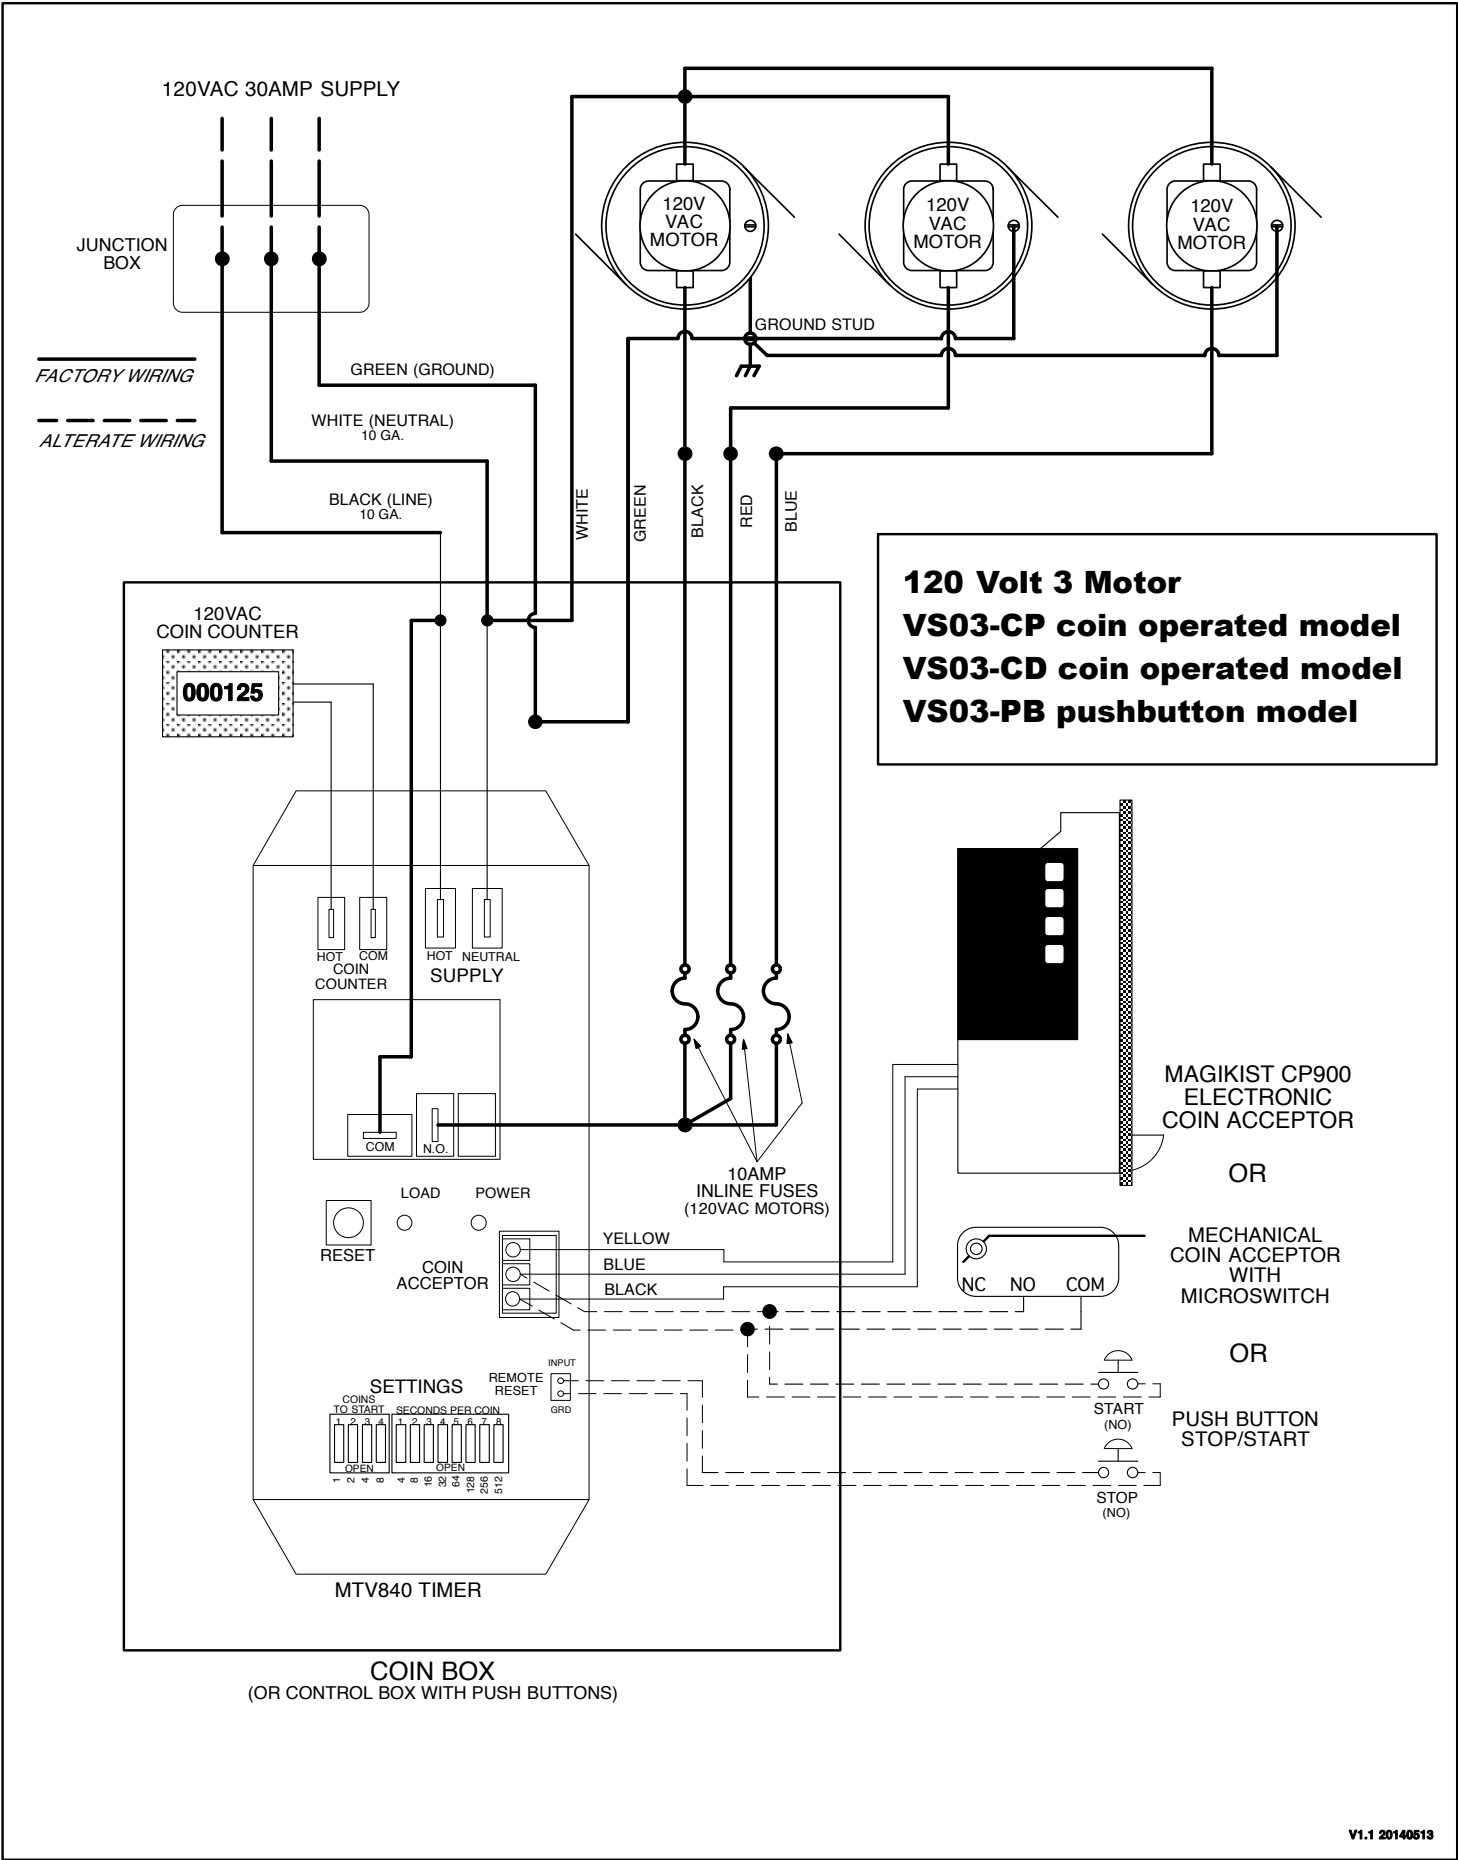 120VAC 30AMP SUPPLY
JUNCTION
BOX
FACTORY WIRING
ALTERATE WIRING
GREEN (GROUND)
WHITE (NEUTRAL)
10 GA.
BLACK (LINE)
10 GA.
120V
VAC
MOTOR
120V
VAC
MOTOR
120V
VAC
MOTOR
GROUND STUD
WHITE
GREEN
BLACK
RED
BLUE
120 Volt 3 Motor
VS03-CP coin operated model
VS03-CD coin operated model
VS03-PB pushbutton model
120VAC
COIN COUNTER
000125
HOT
COM
COIN
COUNTER
HOT
NEUTRAL
SUPPLY
COM
N.O.
10AMP
INLINE FUSES
(120VAC MOTORS)
LOAD
POWER
RESET
COIN
ACCEPTOR
YELLOW
BLUE
BLACK
MAGIKIST CP900
ELECTRONIC
COIN ACCEPTOR
OR
MECHANICAL
COIN ACCEPTOR
WITH
MICROSWITCH
NC
NO
COM
OR
START
(NO)
PUSH BUTTON
STOP/START
STOP
(NO)
INPUT
REMOTE
RESET
GRD
SETTINGS
COINS
TO START
SECONDS PER COIN
1 2 3 4
1 2 3 4 5 6 7 8
OPEN
OPEN
1 2 4 8
4 8 16 32 64 128 256 512
MTV840 TIMER
COIN BOX
(OR CONTROL BOX WITH PUSH BUTTONS)
V1.1 20140513